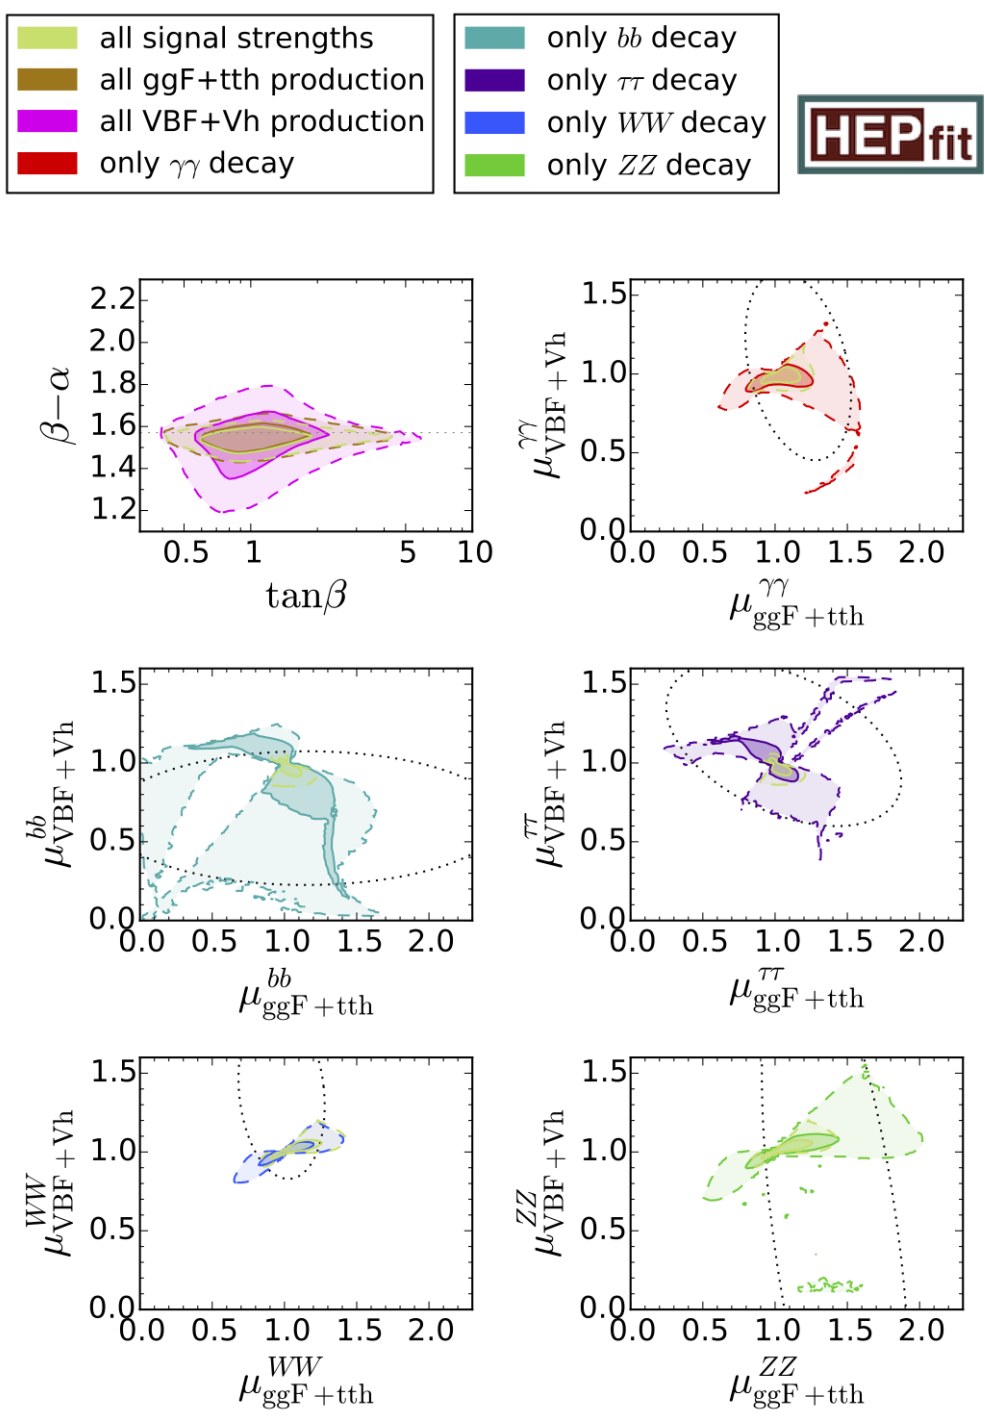 all signal strengths
all ggF+tth production
all VBF+Vh production
only γγ decay
only bb decay
only ττ decay
only WW decay
only ZZ decay
HEPfit
2.2
2.0
1.8
1.6
1.4
1.2
β−α
0.5 1 5 10
tanβ
1.5
1.0
0.5
0.0
μ^γγ_VBF+Vh
0.0 0.5 1.0 1.5 2.0
μ^γγ_ggF+tth
1.5
1.0
0.5
0.0
μ^bb_VBF+Vh
0.0 0.5 1.0 1.5 2.0
μ^bb_ggF+tth
1.5
1.0
0.5
0.0
μ^ττ_VBF+Vh
0.0 0.5 1.0 1.5 2.0
μ^ττ_ggF+tth
1.5
1.0
0.5
0.0
μ^WW_VBF+Vh
0.0 0.5 1.0 1.5 2.0
μ^WW_ggF+tth
1.5
1.0
0.5
0.0
μ^ZZ_VBF+Vh
0.0 0.5 1.0 1.5 2.0
μ^ZZ_ggF+tth